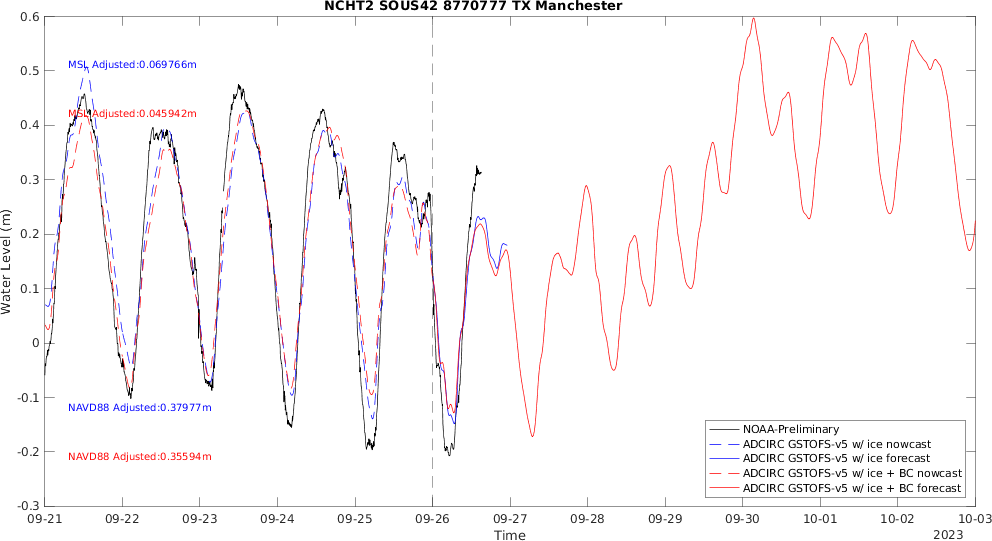 NCHT2 SOUS42 8770777 TX Manchester
0.6
0.5
0.4
0.3
0.2
0.1
0
-0.1
-0.2
-0.3
Water Level (m)
MSL Adjusted:0.069766m
MSL Adjusted:0.045942m
NAVD88 Adjusted:0.37977m
NAVD88 Adjusted:0.35594m
NOAA-Preliminary
ADCIRC GSTOFS-v5 w/ ice nowcast
ADCIRC GSTOFS-v5 w/ ice forecast
ADCIRC GSTOFS-v5 w/ ice + BC nowcast
ADCIRC GSTOFS-v5 w/ ice + BC forecast
09-21 09-22 09-23 09-24 09-25 09-26 09-27 09-28 09-29 09-30 10-01 10-02 10-03
Time
2023